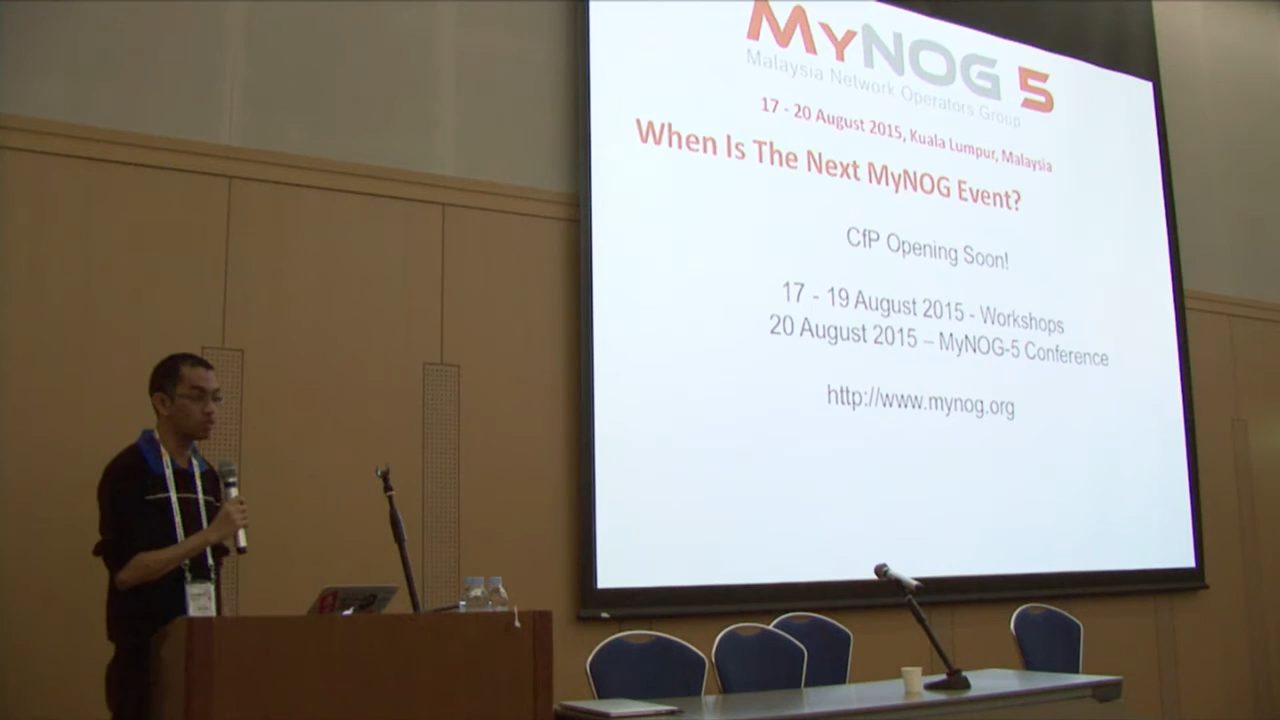 MyNOG 5
Malaysia Network Operators Group
17 - 20 August 2015, Kuala Lumpur, Malaysia
When Is The Next MyNOG Event?
CfP Opening Soon!
17 - 19 August 2015 - Workshops
20 August 2015 – MyNOG-5 Conference
http://www.mynog.org